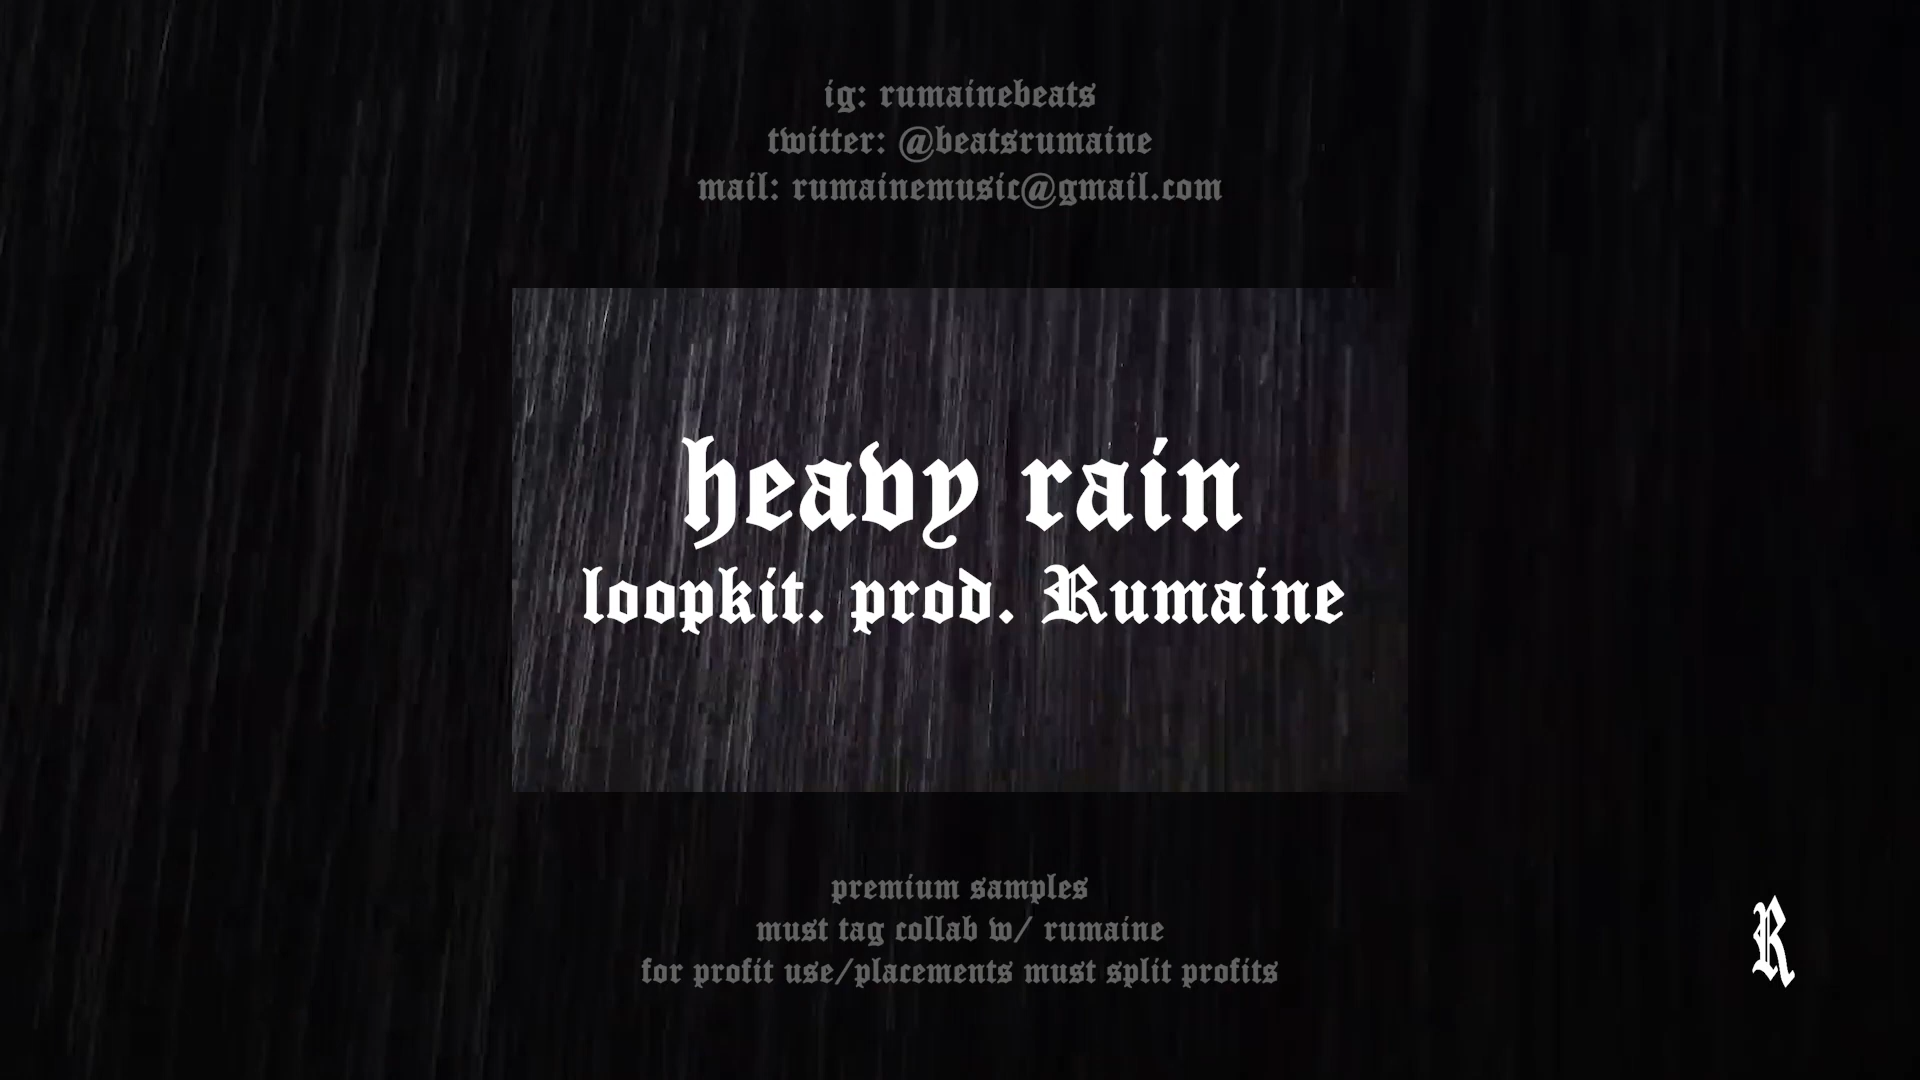 ig: rumainebeats
twitter: @beatsrumaine
mail: rumainemusic@gmail.com
heavy rain
loopkit. prod. Rumaine
premium samples
must tag collab w/ rumaine
for profit use/placements must split profits
R